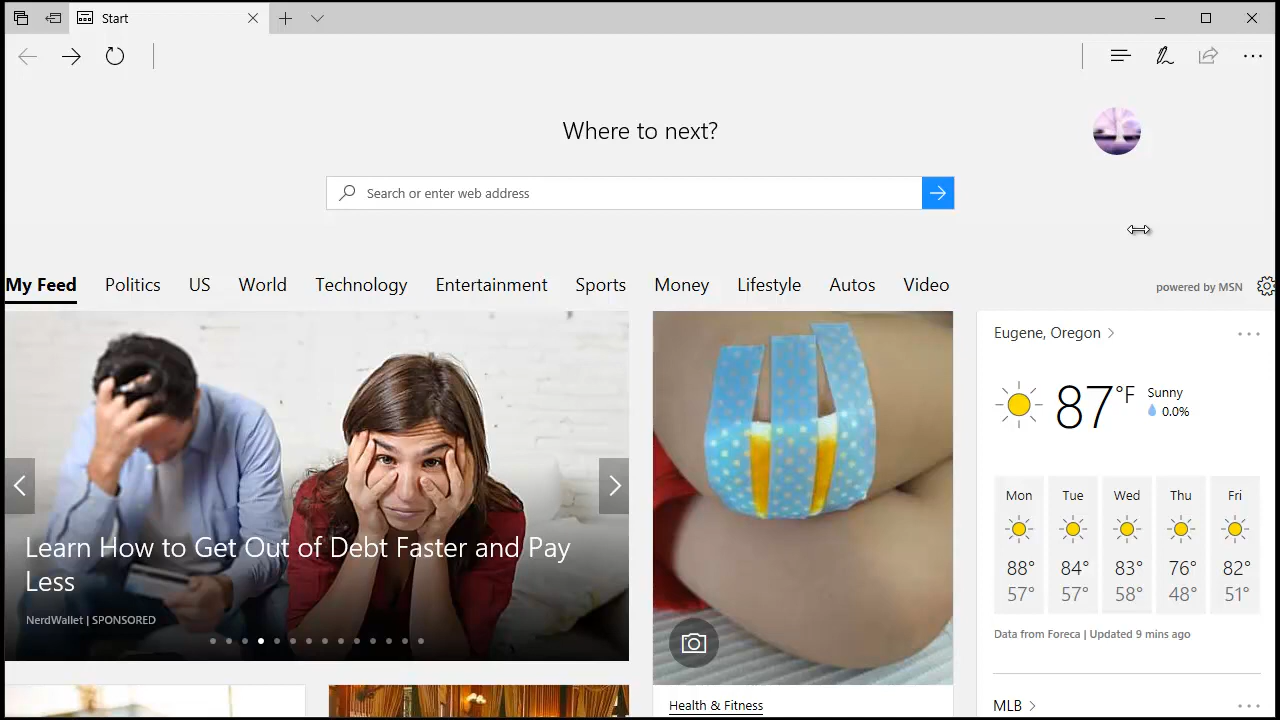 Start
Where to next?
Search or enter web address
My Feed Politics US World Technology Entertainment Sports Money Lifestyle Autos Video
powered by MSN
Learn How to Get Out of Debt Faster and Pay
Less
NerdWallet | SPONSORED
Health & Fitness
Eugene, Oregon
87°F
Sunny
0.0%
Mon Tue Wed Thu Fri
88° 84° 83° 76° 82°
57° 57° 58° 48° 51°
Data from Foreca | Updated 9 mins ago
MLB